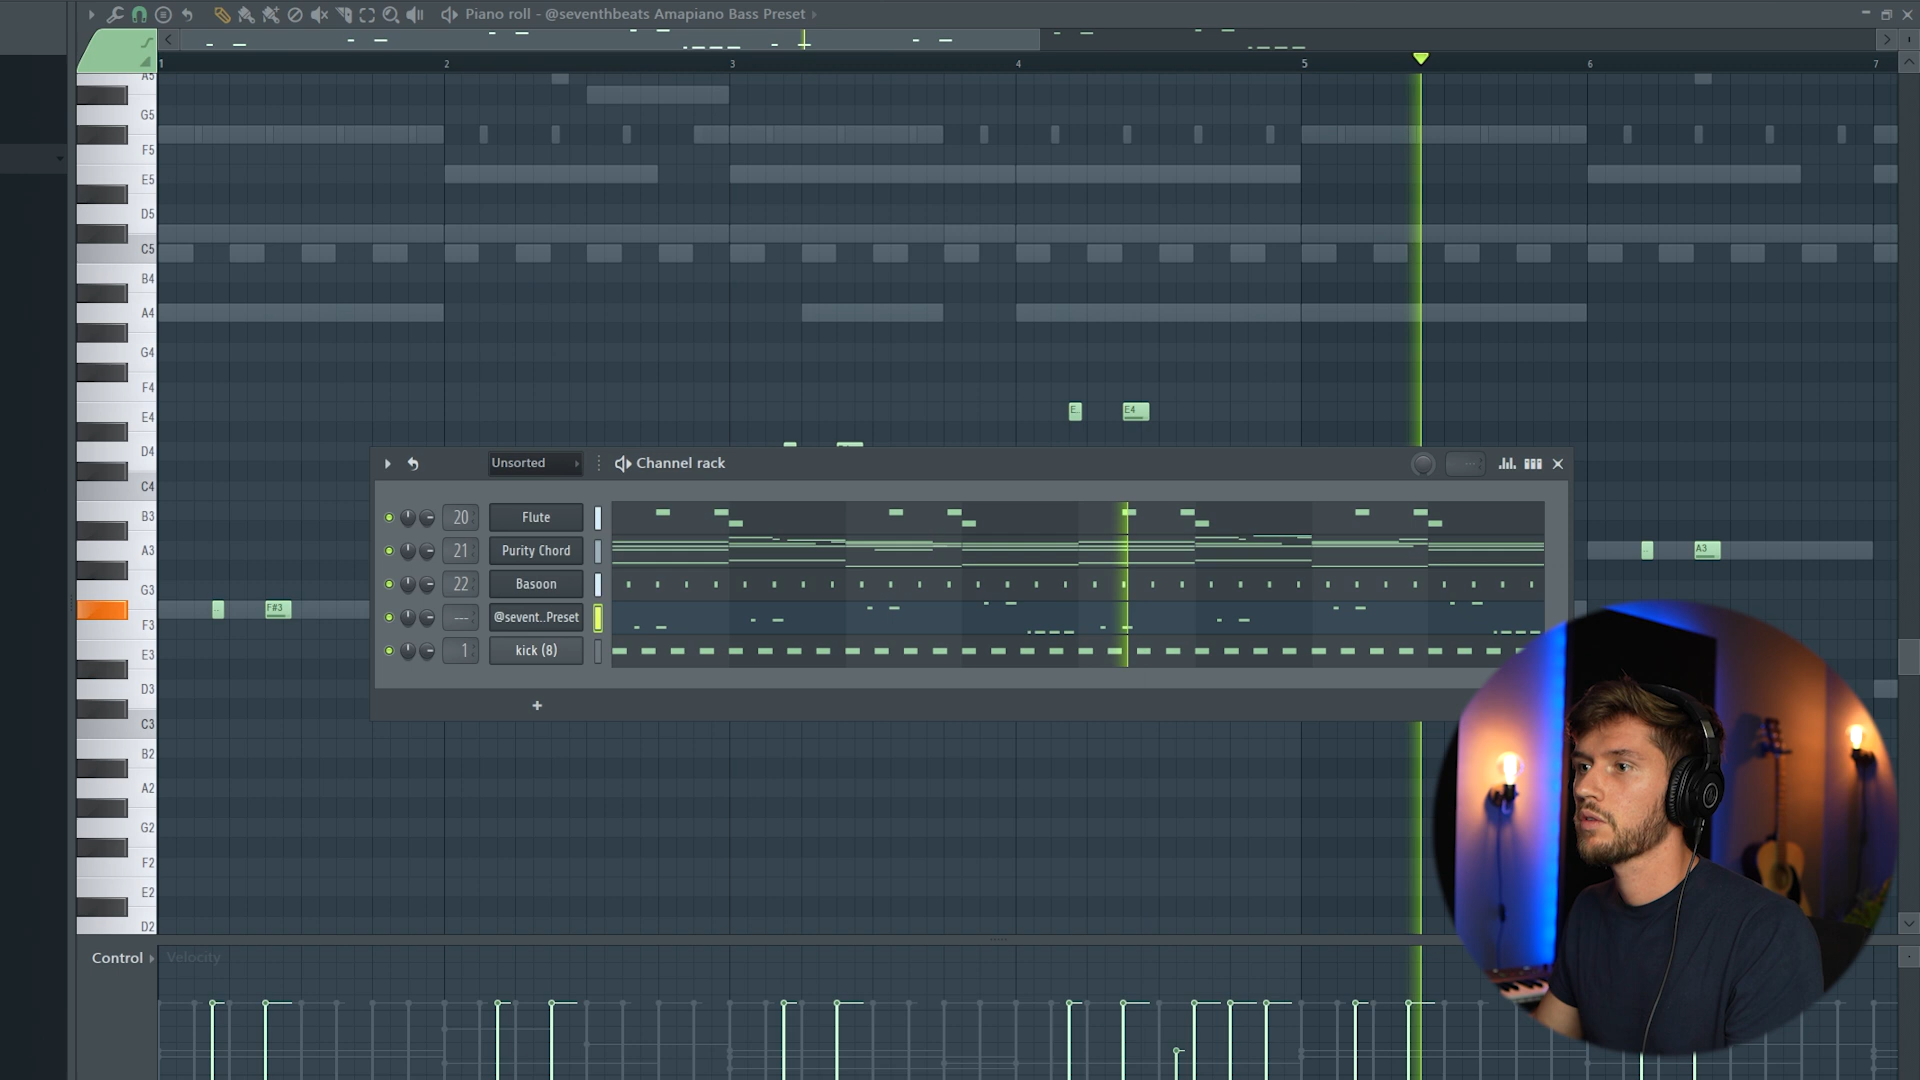 Piano roll - @seventhbeats Amapiano Bass Preset
1 2 3 4 5 6 7
A5
G5
F5
E5
D5
C5
B4
A4
G4
F4
E4
E.. E4
D4
Unsorted Channel rack
C4
20 Flute
B3
21 Purity Chord
A3
.. A3
22 Basoon
G3
.. F#3
--- @sevent..Preset
F3
1 kick (8)
E3
D3
+
C3
B2
A2
G2
F2
E2
D2
Control Velocity